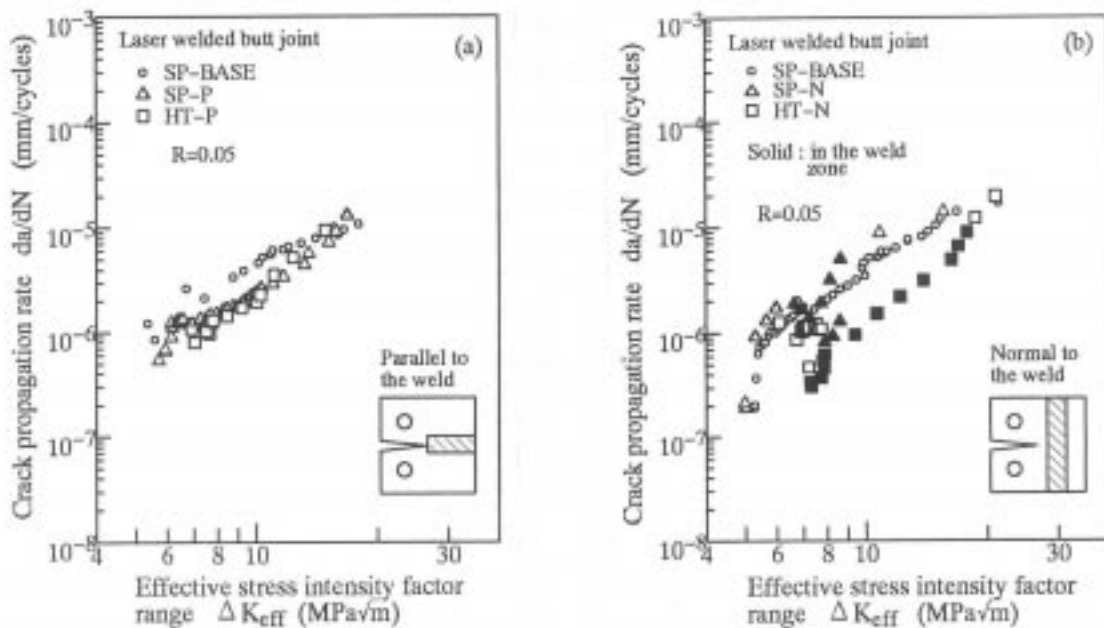 10⁻³
Laser welded butt joint
(a)
○ SP-BASE
△ SP-P
□ HT-P
10⁻⁴
R=0.05
10⁻⁵
10⁻⁶
Parallel to
the weld
10⁻⁷
10⁻⁸
4 6 8 10 20 30
Crack propagation rate da/dN (mm/cycles)
Effective stress intensity factor
range Δ K_eff (MPa√m)
10⁻³
Laser welded butt joint
(b)
○ SP-BASE
▲ SP-N
□ HT-N
10⁻⁴
Solid : in the weld
zone
R=0.05
10⁻⁵
10⁻⁶
Normal to
the weld
10⁻⁷
10⁻⁸
4 6 8 10 20 30
Crack propagation rate da/dN (mm/cycles)
Effective stress intensity factor
range Δ K_eff (MPa√m)